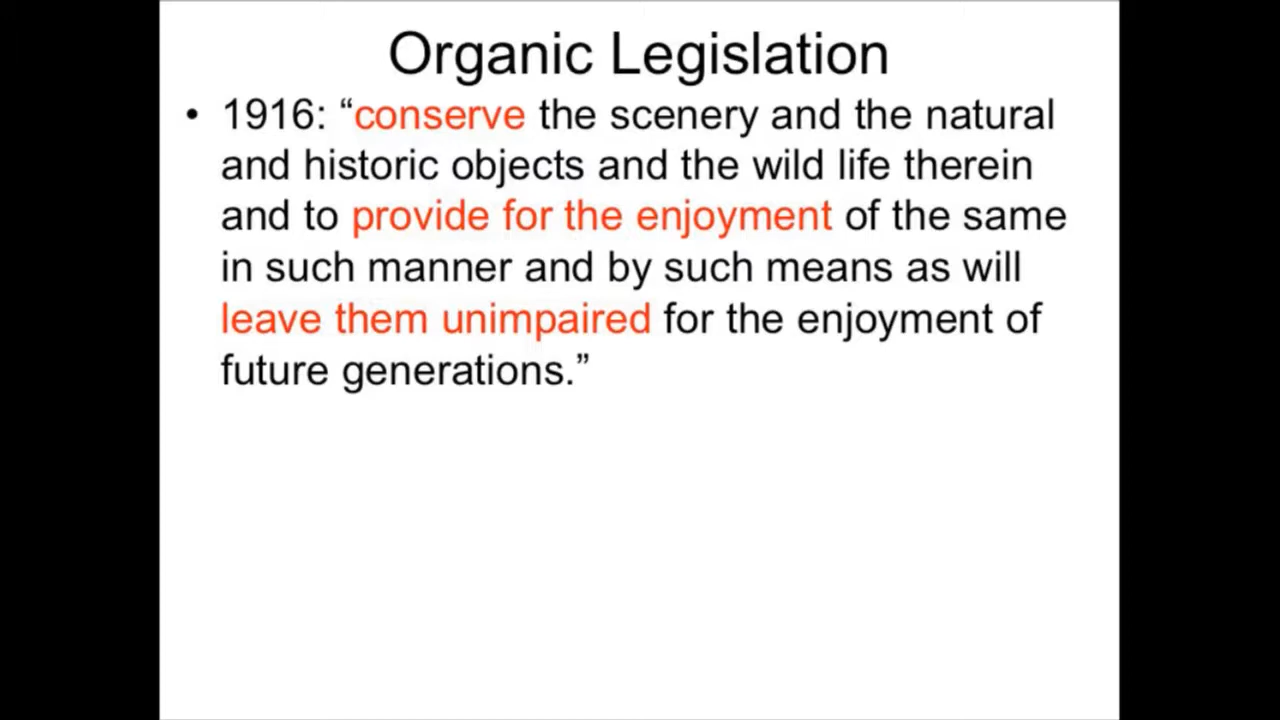 Organic Legislation
• 1916: “conserve the scenery and the natural
and historic objects and the wild life therein
and to provide for the enjoyment of the same
in such manner and by such means as will
leave them unimpaired for the enjoyment of
future generations.”